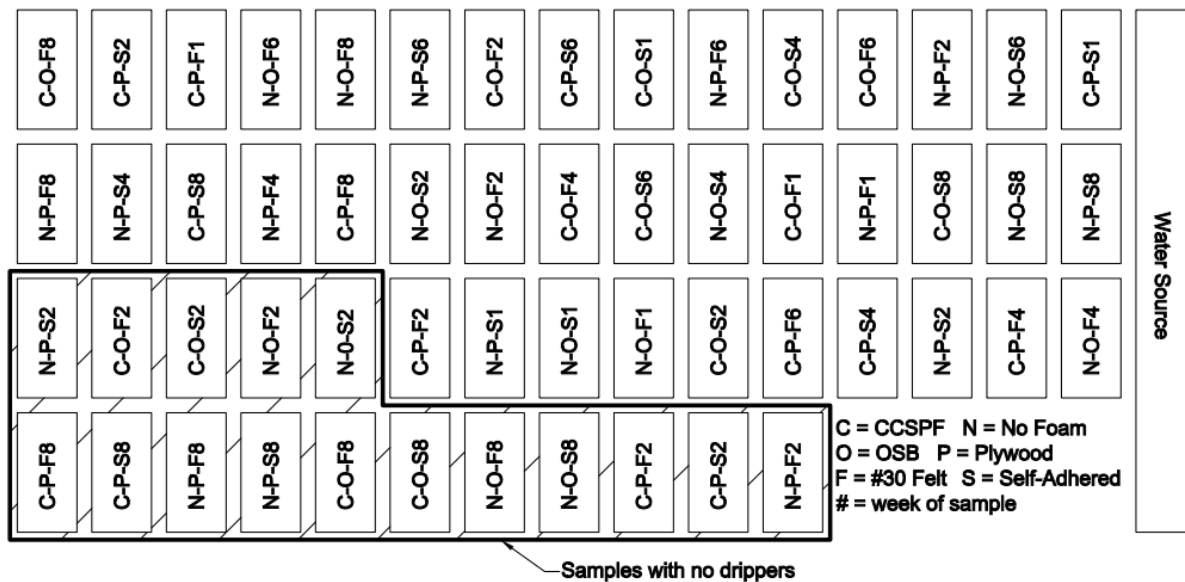 C-O-F8 C-P-S2 C-P-F1 N-O-F6 N-O-F8 N-P-S6 C-O-F2 C-P-S6 C-O-S1 N-P-F6 C-O-S4 C-O-F6 N-P-F2 N-O-S6 C-P-S1
N-P-F8 N-P-S4 C-P-S8 N-P-F4 C-P-F8 N-O-S2 N-O-F2 C-O-F4 C-O-S6 N-O-S4 C-O-F1 N-P-F1 C-O-S8 N-O-S8 N-P-S8
N-P-S2 C-O-F2 C-O-S2 N-O-F2 N-0-S2 C-P-F2 N-P-S1 N-O-S1 N-O-F1 C-O-S2 C-P-F6 C-P-S4 N-P-S2 C-P-F4 N-O-F4
C-P-F8 C-P-S8 N-P-F8 N-P-S8 C-O-F8 C-O-S8 N-O-F8 N-O-S8 C-P-F2 C-P-S2 N-P-F2
Water Source
C = CCSPF N = No Foam
O = OSB P = Plywood
F = #30 Felt S = Self-Adhered
# = week of sample
Samples with no drippers